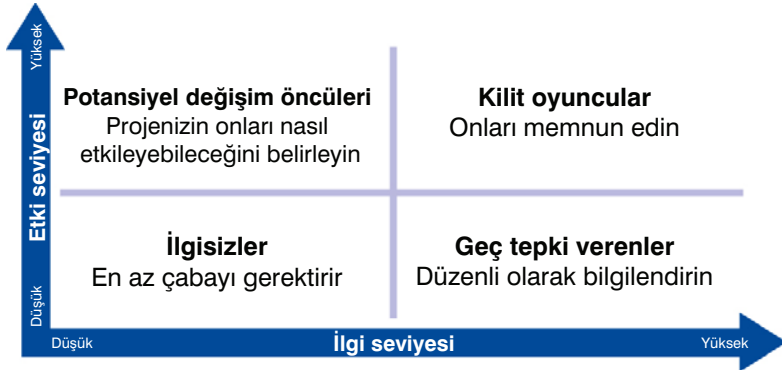 Yüksek
Etki seviyesi
Düşük
Potansiyel değişim öncüleri
Projenizin onları nasıl
etkileyebileceğini belirleyin
Kilit oyuncular
Onları memnun edin
İlgisizler
En az çabayı gerektirir
Geç tepki verenler
Düzenli olarak bilgilendirin
Düşük
İlgi seviyesi
Yüksek